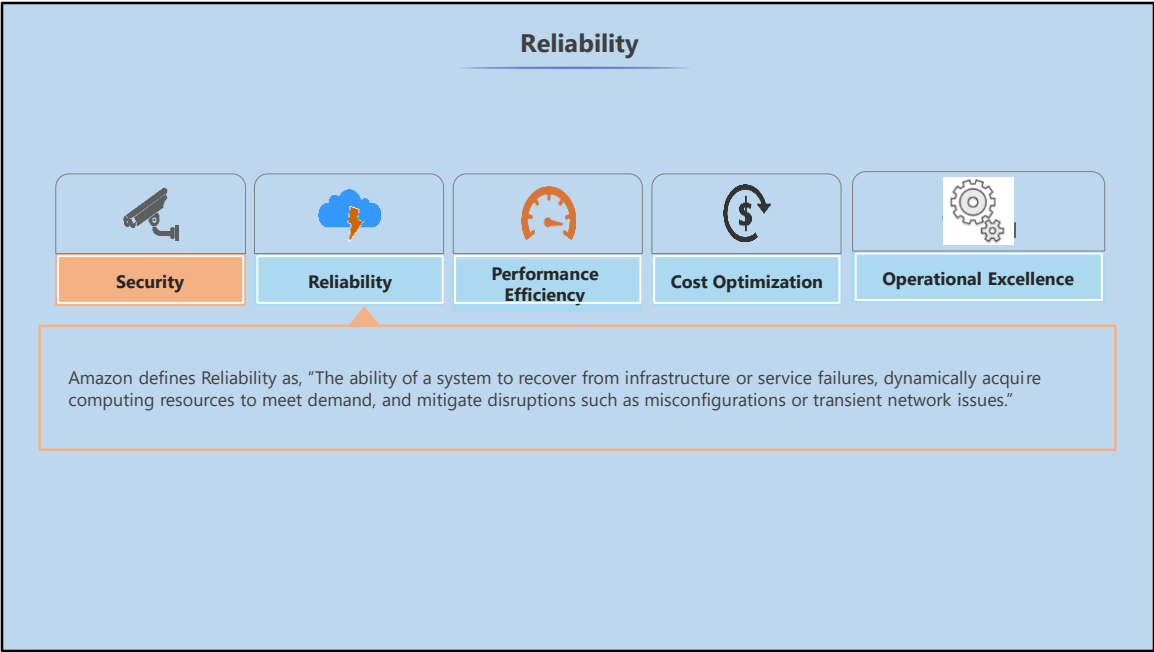 Reliability
Security
Reliability
Performance
Efficiency
Cost Optimization
Operational Excellence
Amazon defines Reliability as, “The ability of a system to recover from infrastructure or service failures, dynamically acquire
computing resources to meet demand, and mitigate disruptions such as misconfigurations or transient network issues.”